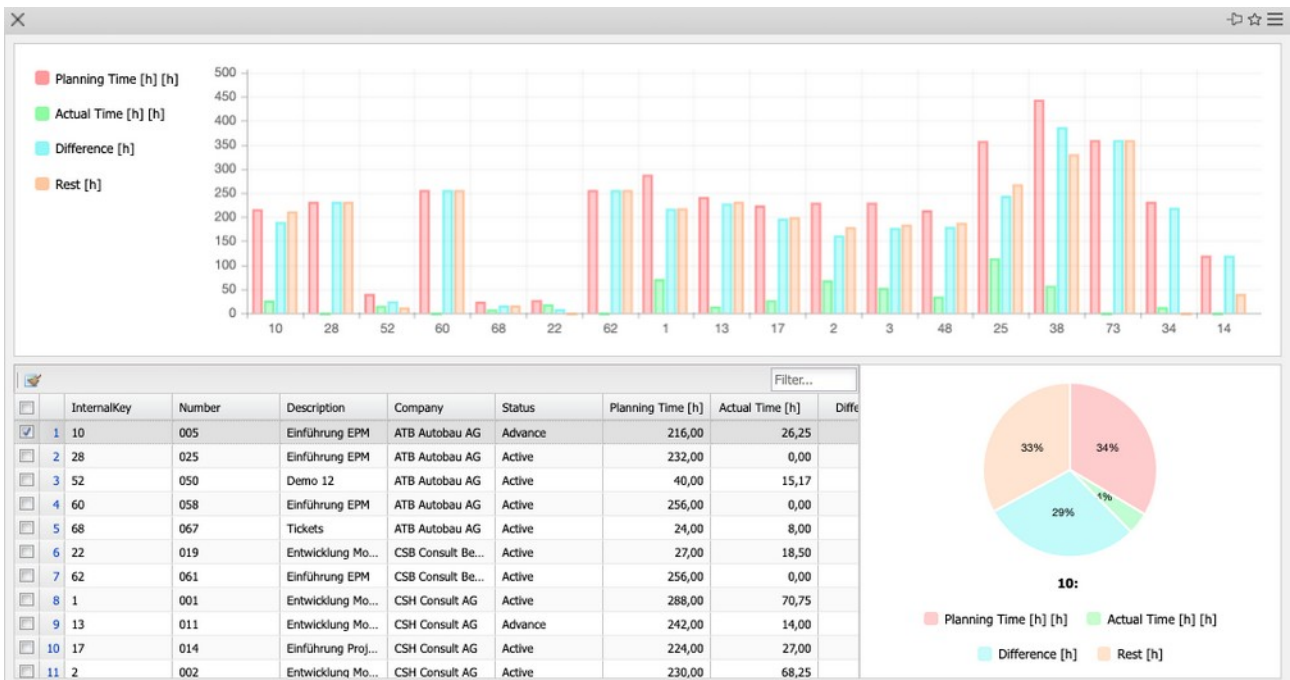 Planning Time [h] [h]
Actual Time [h] [h]
Difference [h]
Rest [h]
500
450
400
350
300
250
200
150
100
50
0
10 28 52 60 68 22 62 1 13 17 2 3 48 25 38 73 34 14
Filter...
InternalKey Number Description Company Status Planning Time [h] Actual Time [h] Diffe
1 10 005 Einführung EPM ATB Autobau AG Advance 216,00 26,25
2 28 025 Einführung EPM ATB Autobau AG Active 232,00 0,00
3 52 050 Demo 12 ATB Autobau AG Active 40,00 15,17
4 60 058 Einführung EPM ATB Autobau AG Active 256,00 0,00
5 68 067 Tickets ATB Autobau AG Active 24,00 8,00
6 22 019 Entwicklung Mo... CSB Consult Be... Active 27,00 18,50
7 62 061 Einführung EPM CSB Consult Be... Active 256,00 0,00
8 1 001 Entwicklung Mo... CSH Consult AG Active 288,00 70,75
9 13 011 Entwicklung Mo... CSH Consult AG Advance 242,00 14,00
10 17 014 Einführung Proj... CSH Consult AG Active 224,00 27,00
11 2 002 Entwicklung Mo... CSH Consult AG Active 230,00 68,25
33% 34%
4%
29%
10:
Planning Time [h] [h] Actual Time [h] [h]
Difference [h] Rest [h]